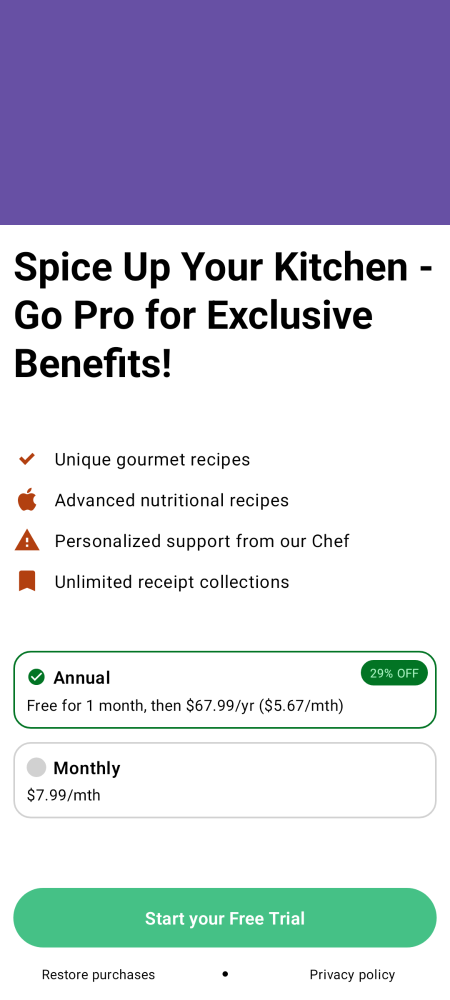 Spice Up Your Kitchen -
Go Pro for Exclusive
Benefits!
Unique gourmet recipes
Advanced nutritional recipes
Personalized support from our Chef
Unlimited receipt collections
Annual
29% OFF
Free for 1 month, then $67.99/yr ($5.67/mth)
Monthly
$7.99/mth
Start your Free Trial
Restore purchases • Privacy policy